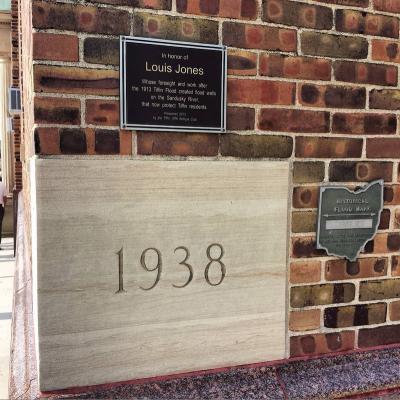 In honor of
Louis Jones
Whose foresight and work after
the 1913 Tiffin Flood created flood walls
on the Sandusky River,
that now protect Tiffin residents.
1938
HISTORICAL
FLOOD MARK